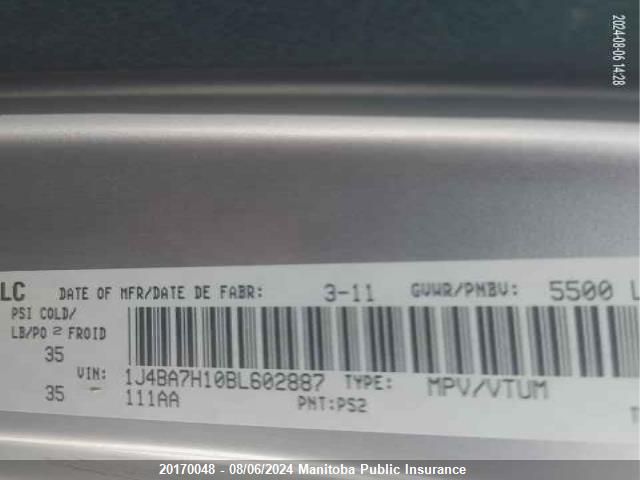 2024-08-06 14:28
LC DATE OF MFR/DATE DE FABR: 3-11 GVWR/PNBV: 5500 L
PSI COLD/
LB/PO 2 FROID
35
VIN: 1J4BA7H10BL602887 TYPE: MPV/VTUM
35 111AA PNT:PS2 T
20170048 - 08/06/2024 Manitoba Public Insurance